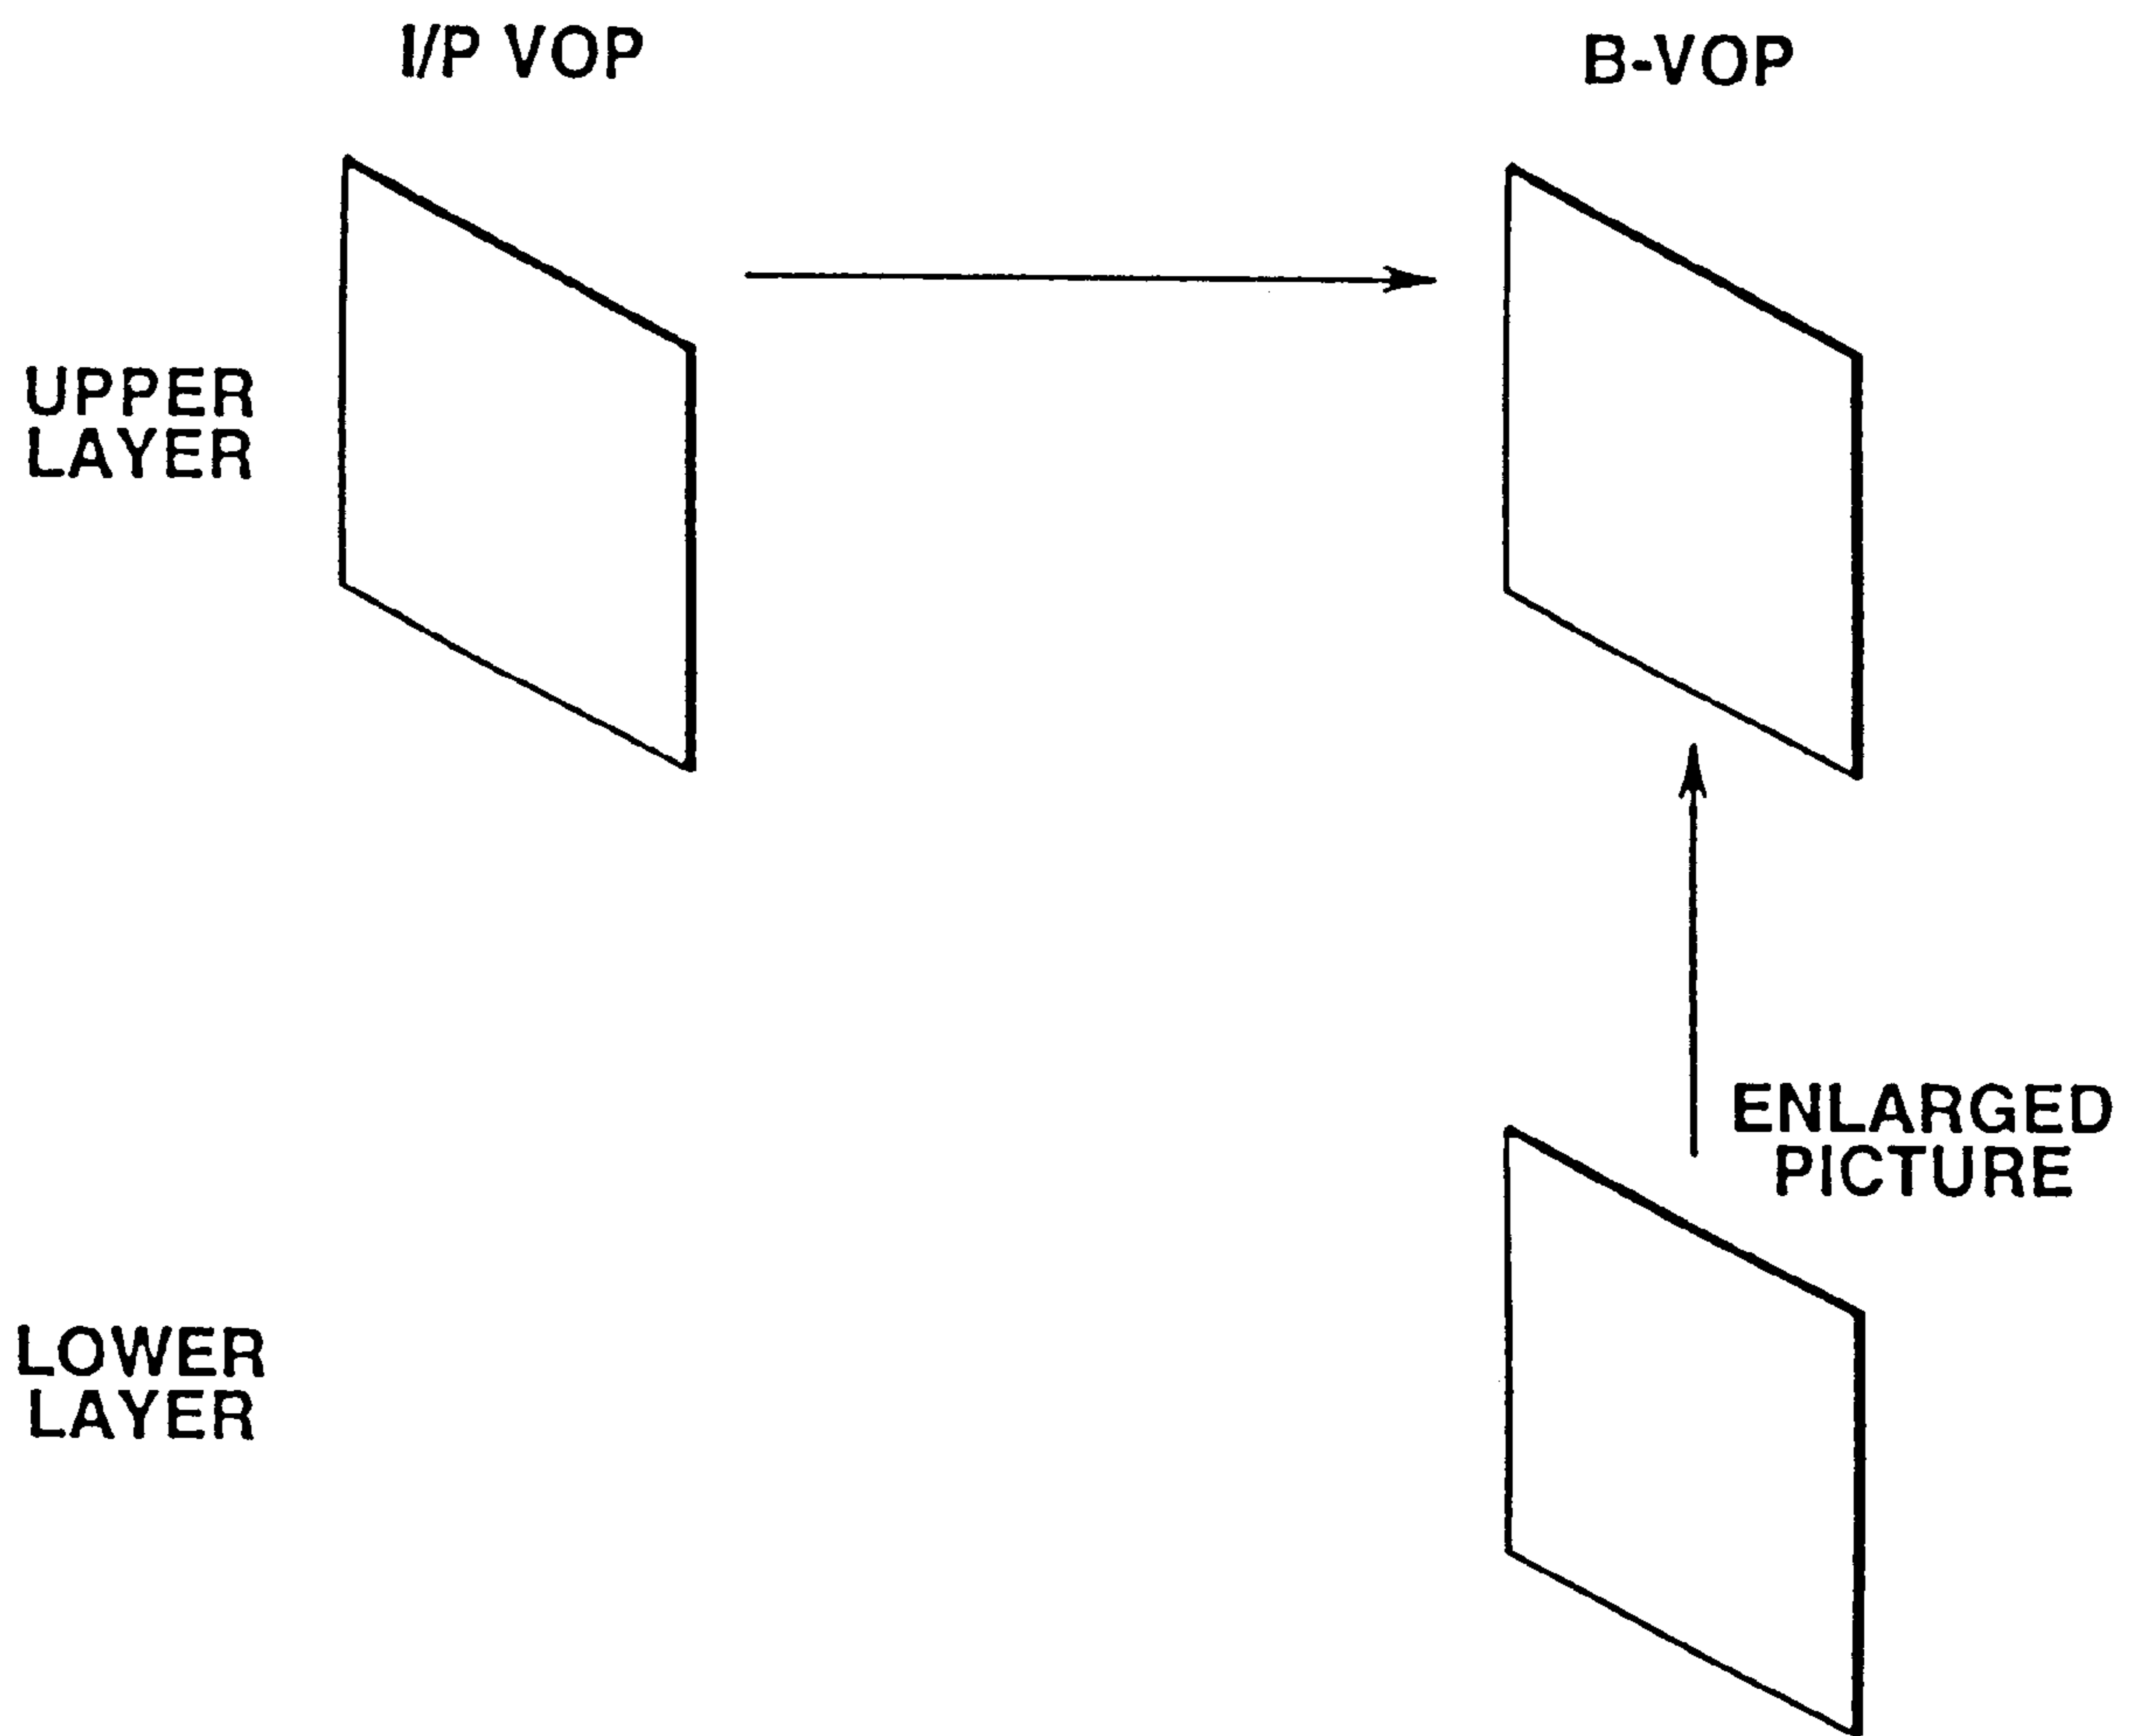 I/P VOP
B-VOP
UPPER
LAYER
ENLARGED
PICTURE
LOWER
LAYER